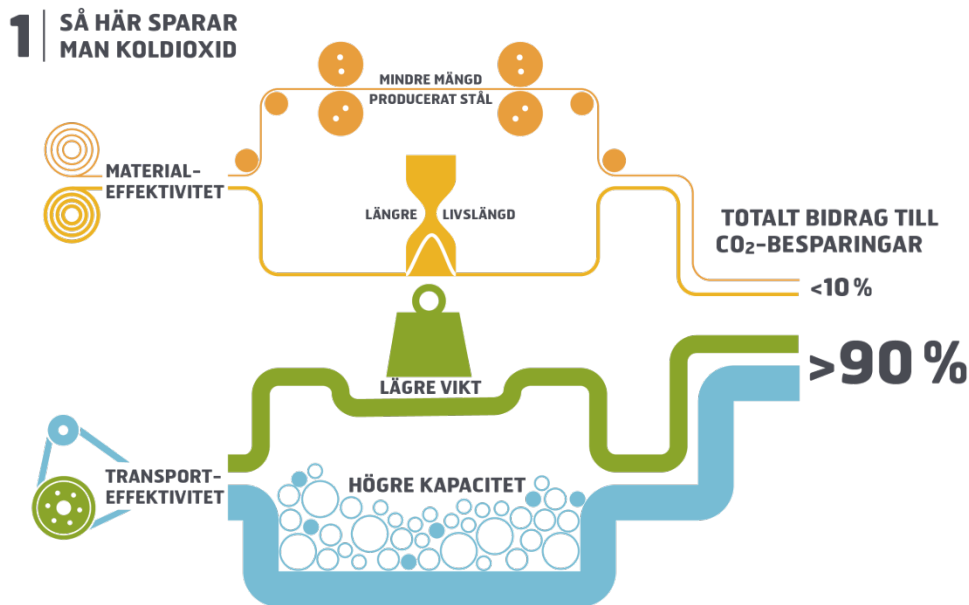 1
SÅ HÄR SPARAR
MAN KOLDIOXID
MINDRE MÄNGD
PRODUCERAT STÅL
MATERIAL-
EFFEKTIVITET
LÄNGRE LIVSLÄNGD
TOTALT BIDRAG TILL
CO₂-BESPARINGAR
<10 %
>90 %
LÄGRE VIKT
TRANSPORT-
EFFEKTIVITET
HÖGRE KAPACITET